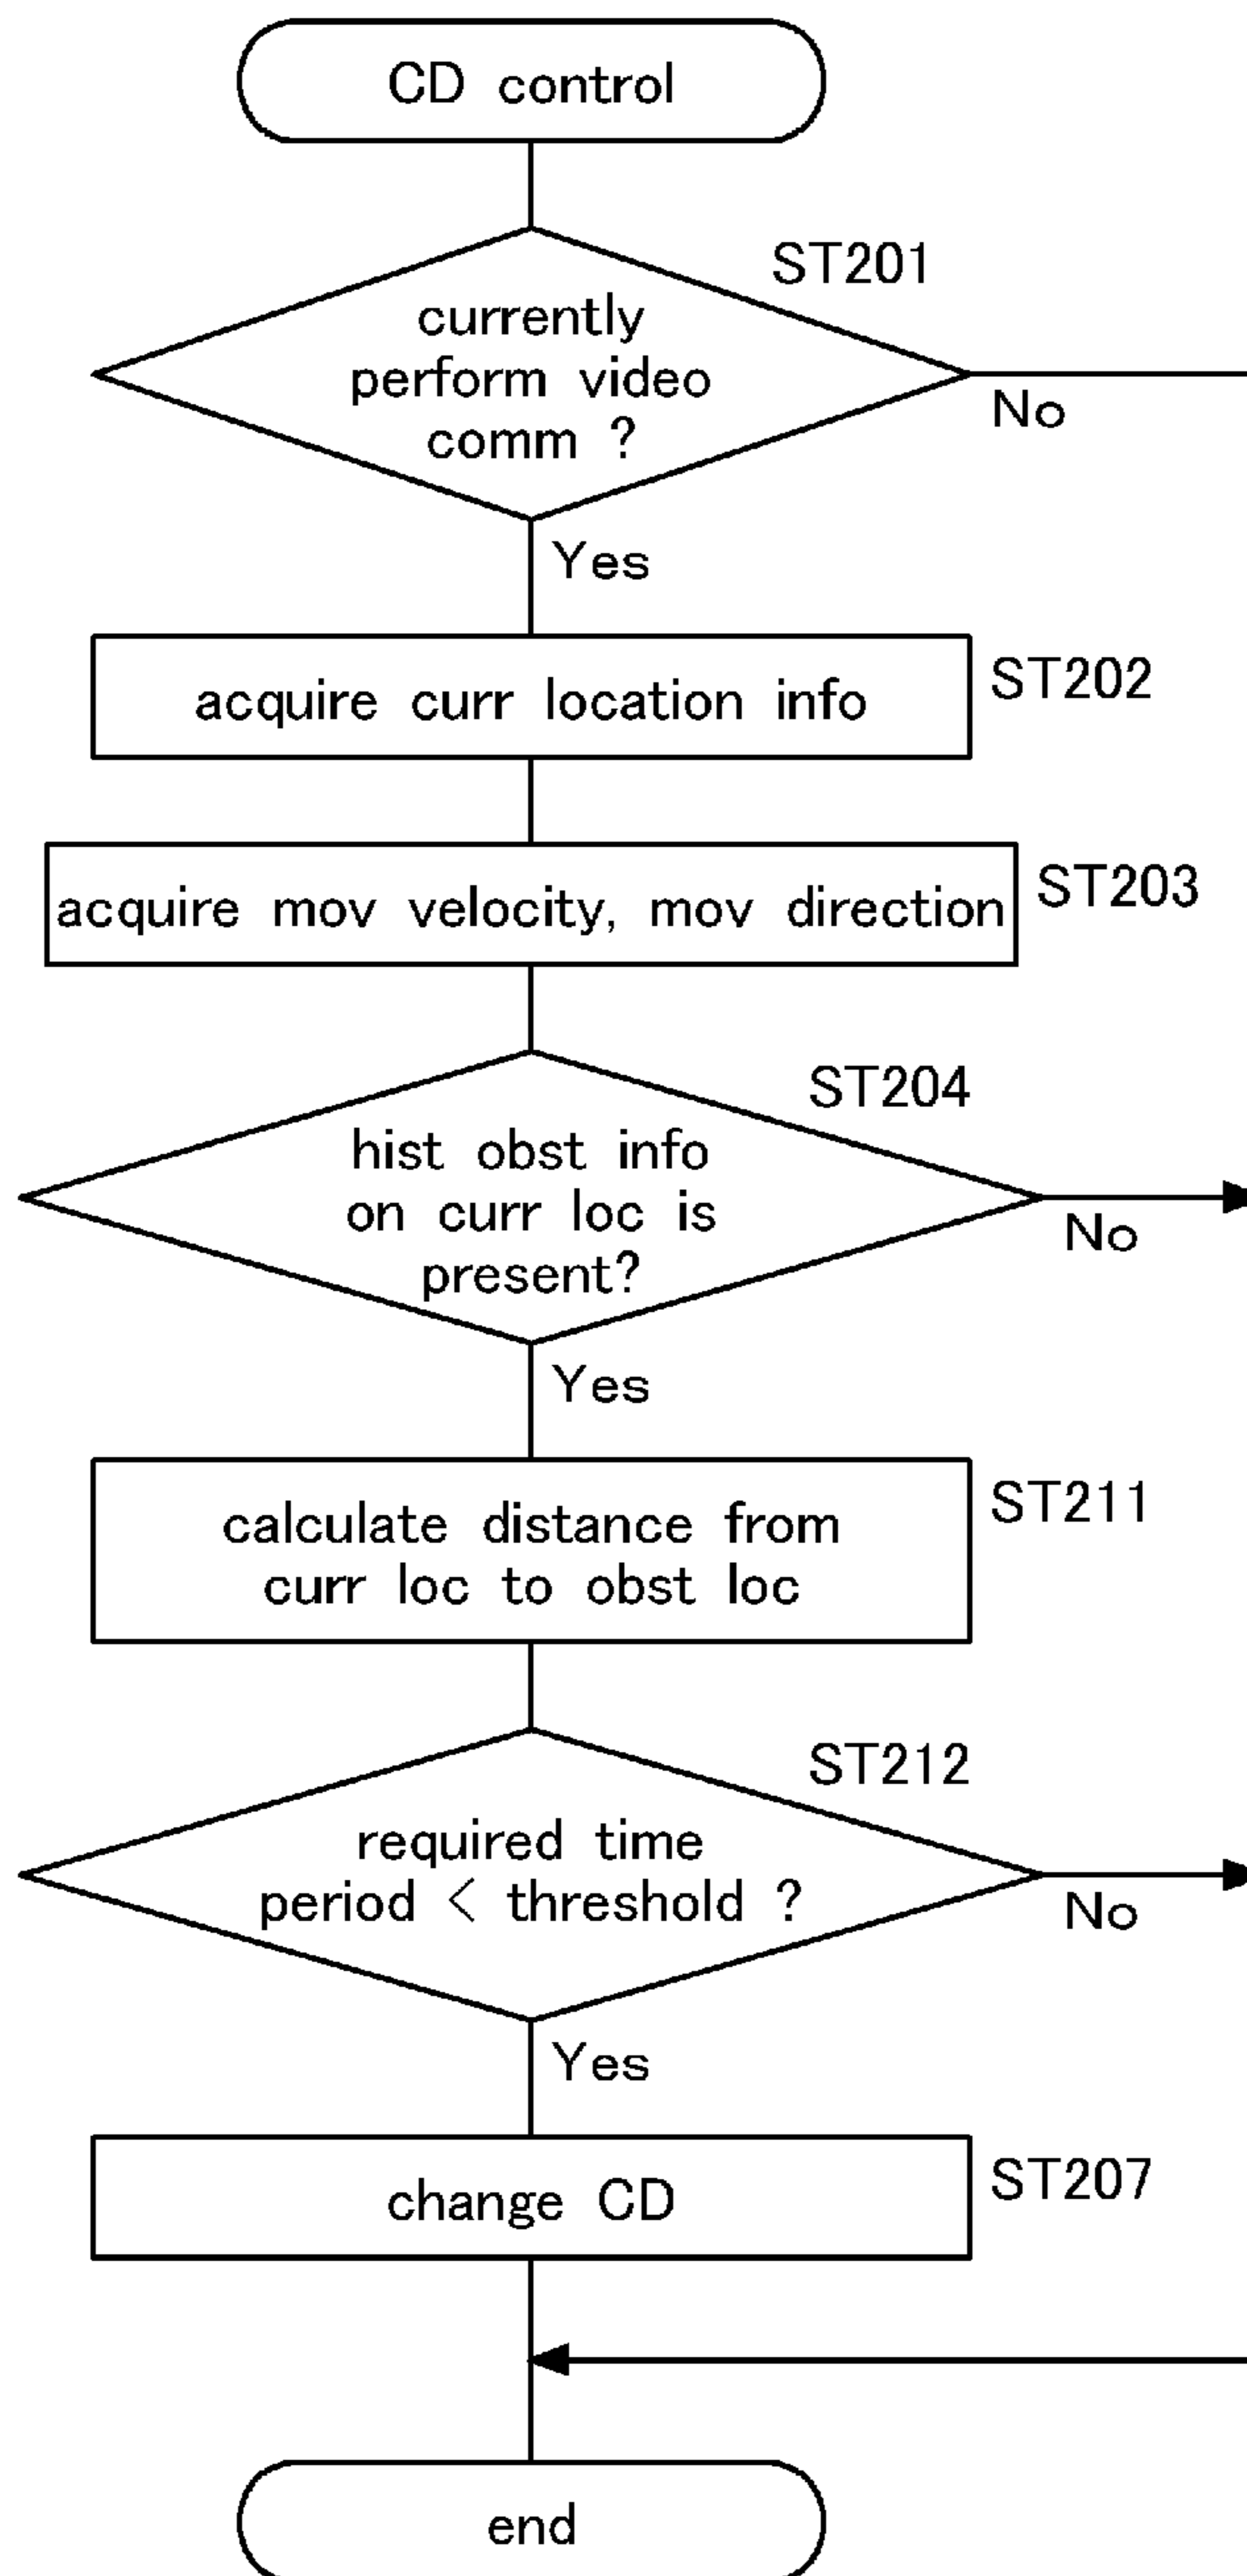 CD control
ST201
currently
perform video
comm ?
No
Yes
acquire curr location info
ST202
acquire mov velocity, mov direction
ST203
ST204
hist obst info
on curr loc is
present?
No
Yes
calculate distance from
curr loc to obst loc
ST211
ST212
required time
period < threshold ?
No
Yes
change CD
ST207
end